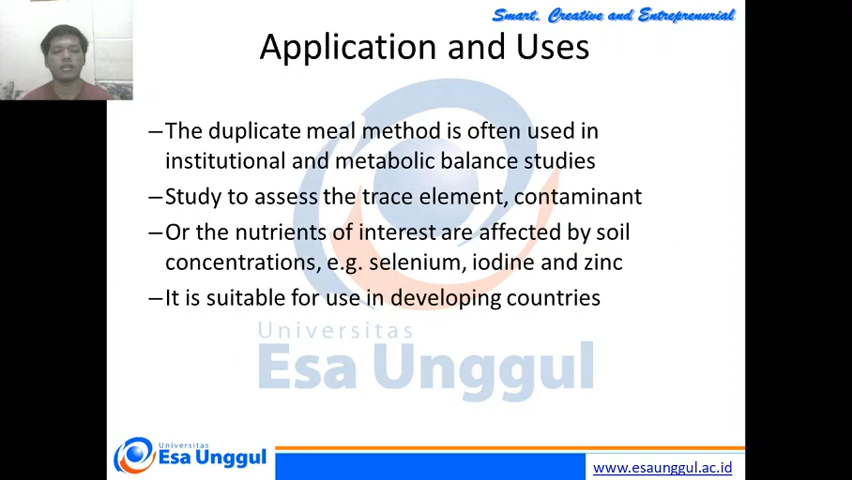 Smart, Creative and Entreprenurial
Application and Uses
–The duplicate meal method is often used in
institutional and metabolic balance studies
–Study to assess the trace element, contaminant
–Or the nutrients of interest are affected by soil
concentrations, e.g. selenium, iodine and zinc
–It is suitable for use in developing countries
Universitas
Esa Unggul
Universitas
Esa Unggul
www.esaunggul.ac.id